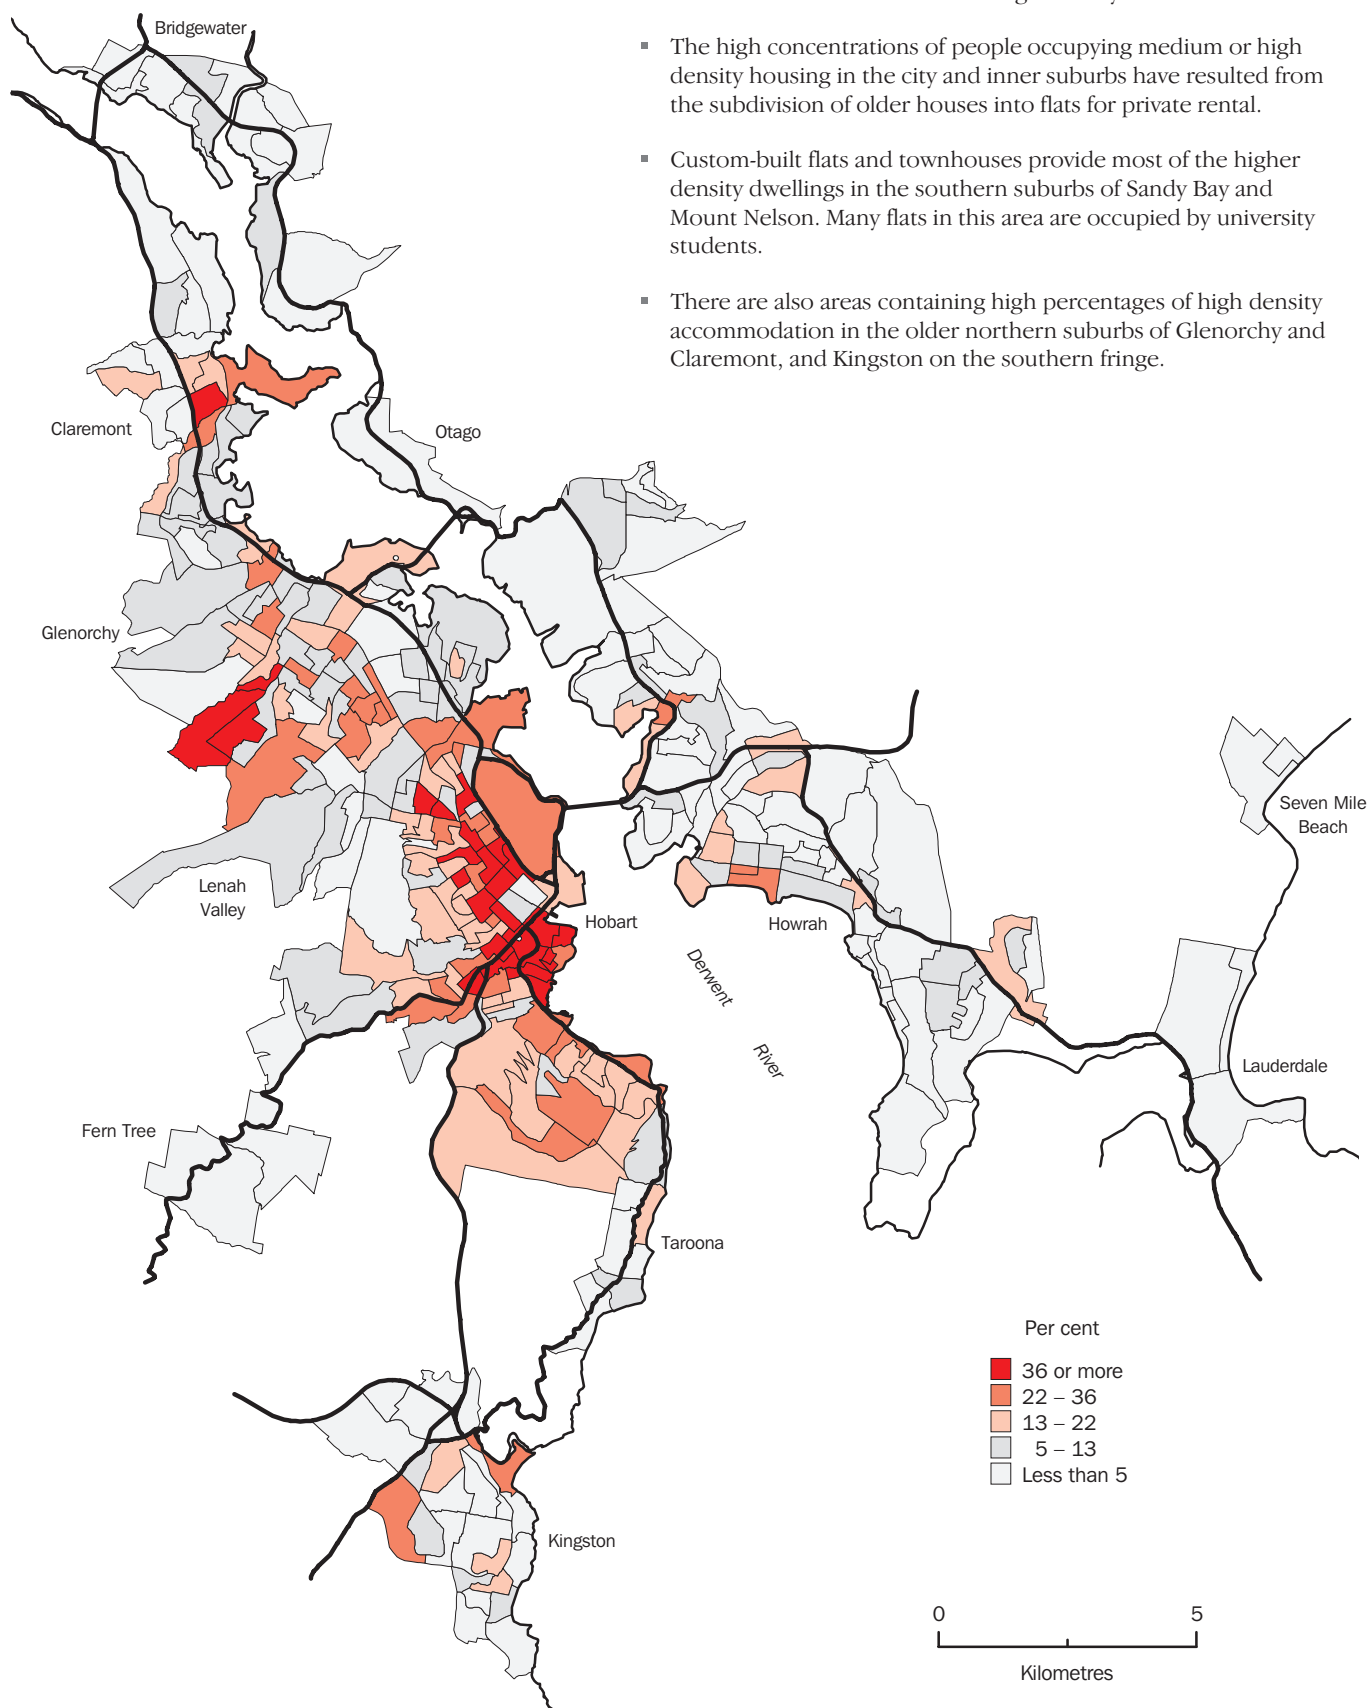 ▪ The high concentrations of people occupying medium or high
density housing in the city and inner suburbs have resulted from
the subdivision of older houses into flats for private rental.
▪ Custom-built flats and townhouses provide most of the higher
density dwellings in the southern suburbs of Sandy Bay and
Mount Nelson. Many flats in this area are occupied by university
students.
▪ There are also areas containing high percentages of high density
accommodation in the older northern suburbs of Glenorchy and
Claremont, and Kingston on the southern fringe.
Bridgewater
Claremont
Otago
Glenorchy
Seven Mile
Beach
Lenah
Valley
Hobart
Howrah
Derwent
River
Lauderdale
Fern Tree
Taroona
Kingston
Per cent
36 or more
22 – 36
13 – 22
5 – 13
Less than 5
0 5
Kilometres